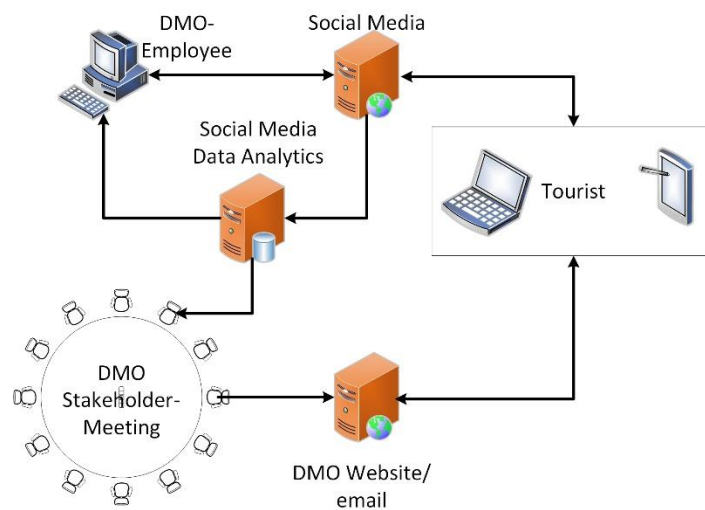 DMO-
Employee
Social Media
Social Media
Data Analytics
Tourist
DMO
Stakeholder-
Meeting
DMO Website/
email